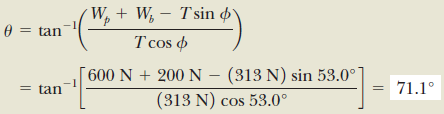 θ = tan⁻¹((W_p + W_b − T sin ϕ) / (T cos ϕ))
= tan⁻¹[(600 N + 200 N − (313 N) sin 53.0°) / ((313 N) cos 53.0°)] = 71.1°